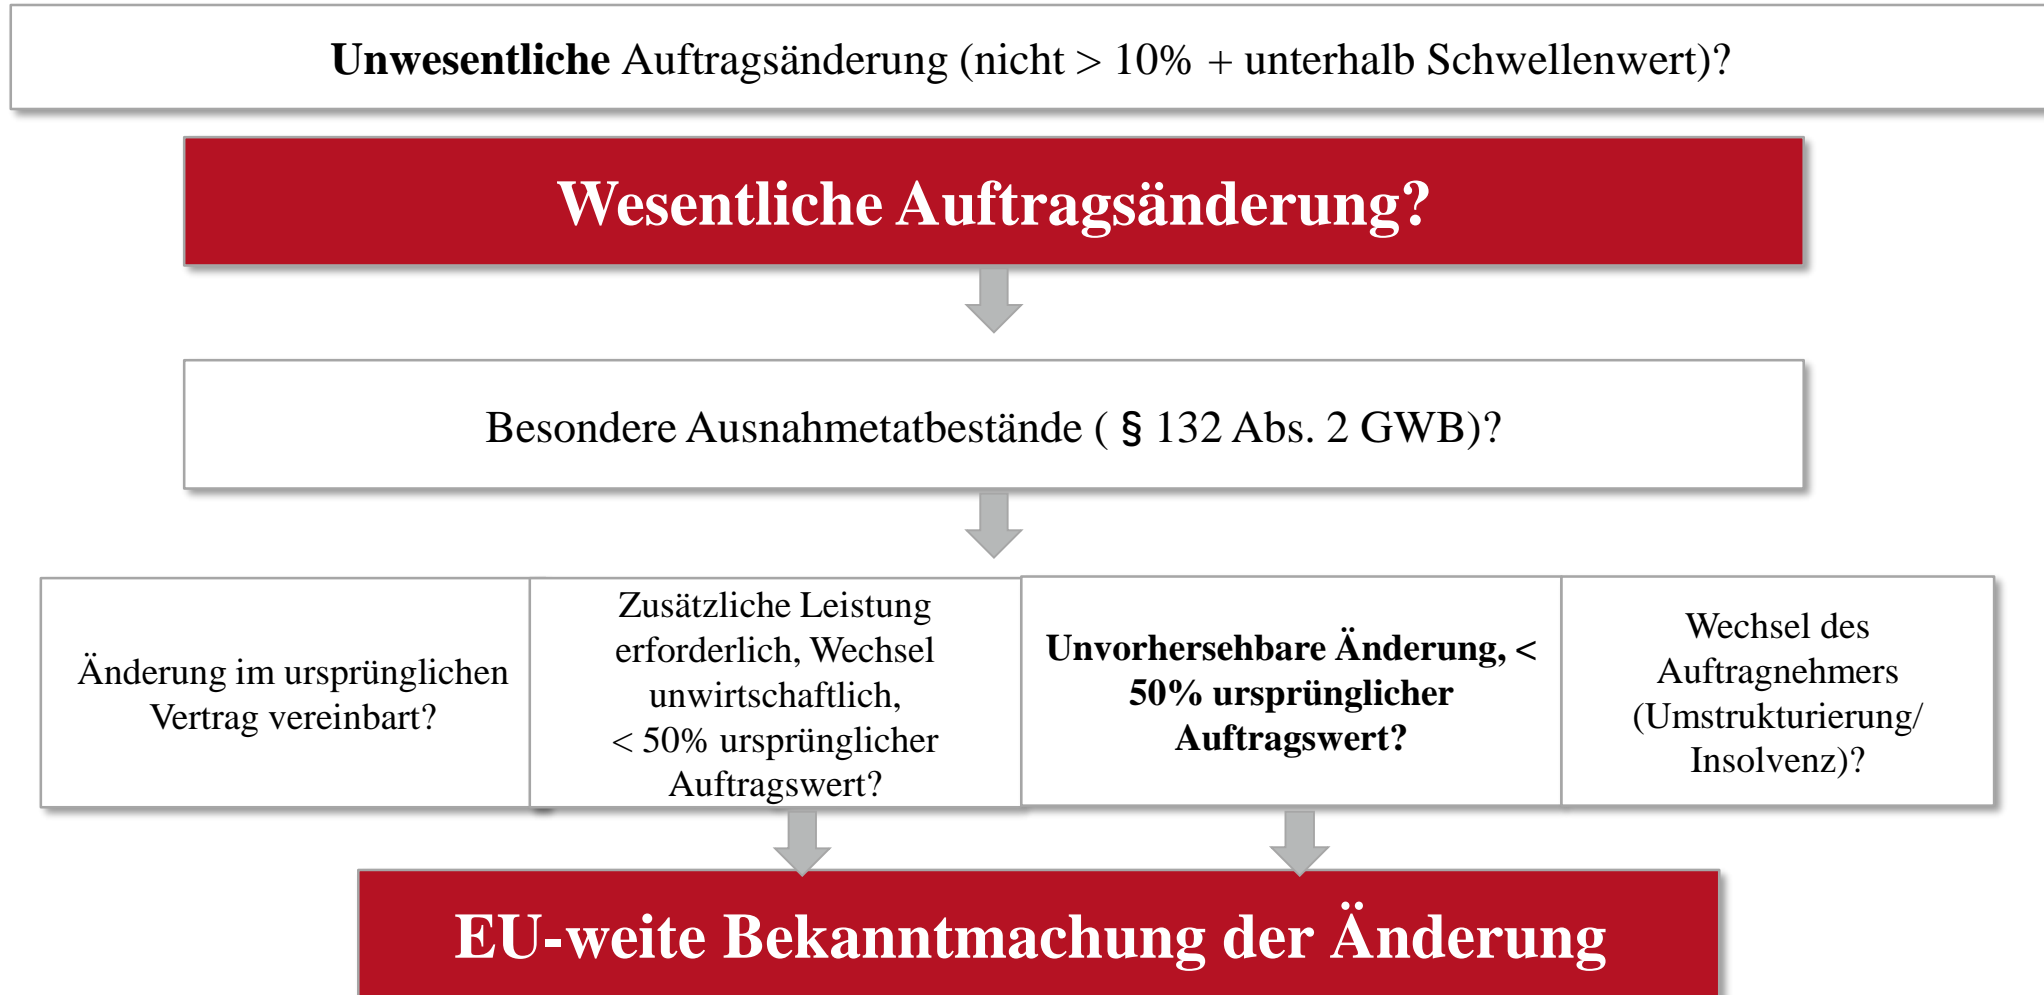 Unwesentliche Auftragsänderung (nicht > 10% + unterhalb Schwellenwert)?
Wesentliche Auftragsänderung?
Besondere Ausnahmetatbestände ( § 132 Abs. 2 GWB)?
Änderung im ursprünglichen
Vertrag vereinbart?
Zusätzliche Leistung
erforderlich, Wechsel
unwirtschaftlich,
< 50% ursprünglicher
Auftragswert?
Unvorhersehbare Änderung, <
50% ursprünglicher
Auftragswert?
Wechsel des
Auftragnehmers
(Umstrukturierung/
Insolvenz)?
EU-weite Bekanntmachung der Änderung